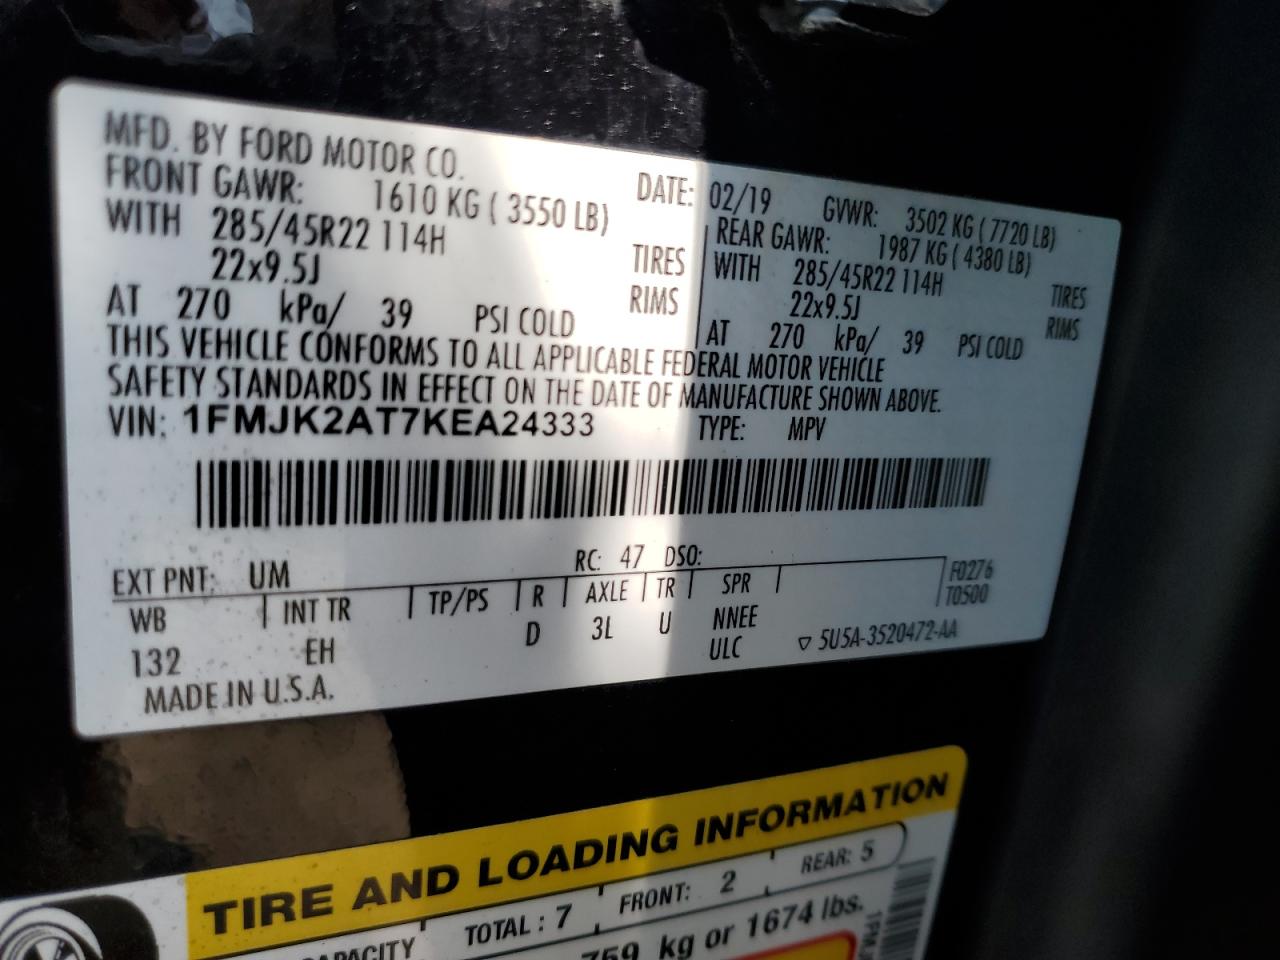 MFD. BY FORD MOTOR CO.
DATE: 02/19 GVWR: 3502 KG ( 7720 LB)
FRONT GAWR: 1610 KG ( 3550 LB)
REAR GAWR: 1987 KG ( 4380 LB)
WITH 285/45R22 114H TIRES
WITH 285/45R22 114H TIRES
22x9.5J RIMS
22x9.5J RIMS
AT 270 kPa/ 39 PSI COLD
AT 270 kPa/ 39 PSI COLD
THIS VEHICLE CONFORMS TO ALL APPLICABLE FEDERAL MOTOR VEHICLE
SAFETY STANDARDS IN EFFECT ON THE DATE OF MANUFACTURE SHOWN ABOVE.
VIN: 1FMJK2AT7KEA24333 TYPE: MPV
EXT PNT: UM RC: 47 DSO:
WB INT TR TP/PS R AXLE TR SPR F0276
T0500
132 EH D 3L U NNEE
ULC ▽ 5U5A-3520472-AA
MADE IN U.S.A.
TIRE AND LOADING INFORMATION
TOTAL : 7 FRONT: 2 REAR: 5
759 kg or 1674 lbs.